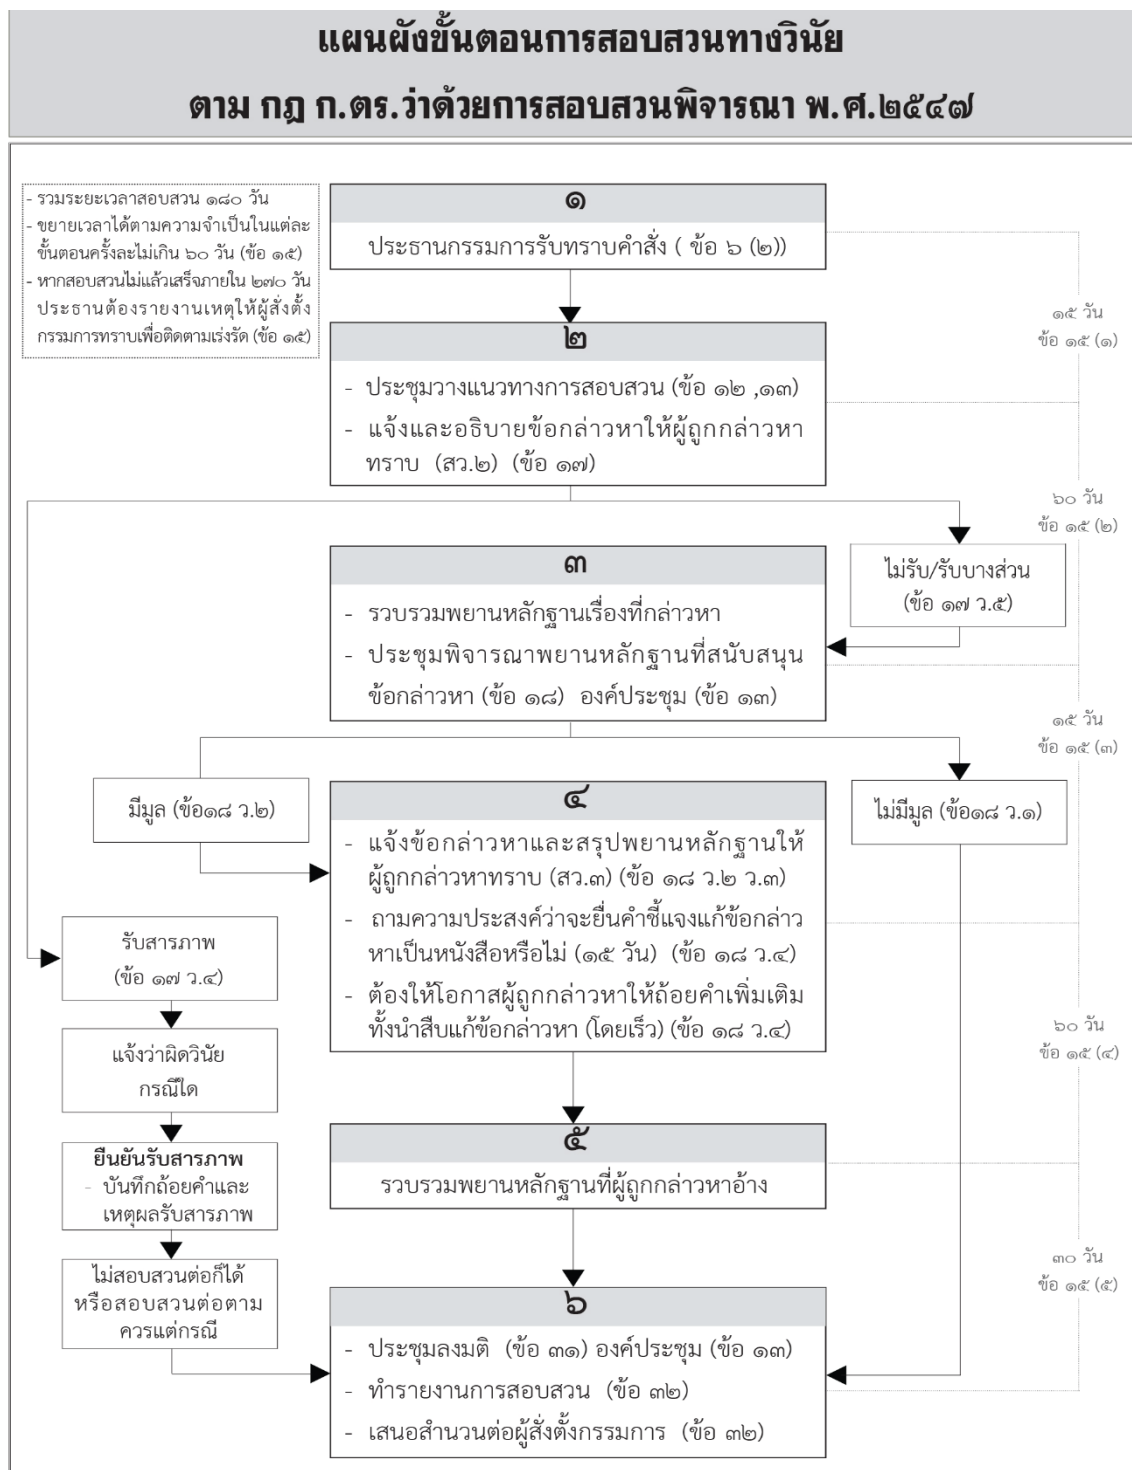 แผนผังขั้นตอนการสอบสวนทางวินัย
ตาม กฎ ก.ตร.ว่าด้วยการสอบสวนพิจารณา พ.ศ.๒๕๔๗
- รวมระยะเวลาสอบสวน ๑๘๐ วัน
- ขยายเวลาได้ตามความจำเป็นในแต่ละ
ขั้นตอนครั้งละไม่เกิน ๖๐ วัน (ข้อ ๑๕)
- หากสอบสวนไม่แล้วเสร็จภายใน ๒๗๐ วัน
ประธานต้องรายงานเหตุให้ผู้สั่งตั้ง
กรรมการทราบเพื่อติดตามเร่งรัด (ข้อ ๑๕)
๑
ประธานกรรมการรับทราบคำสั่ง ( ข้อ ๖ (๒))
๑๕ วัน
ข้อ ๑๕ (๑)
๒
- ประชุมวางแนวทางการสอบสวน (ข้อ ๑๒ ,๑๓)
- แจ้งและอธิบายข้อกล่าวหาให้ผู้ถูกกล่าวหา
ทราบ (สว.๒) (ข้อ ๑๗)
๖๐ วัน
ข้อ ๑๕ (๒)
ไม่รับ/รับบางส่วน
(ข้อ ๑๗ ว.๕)
๓
- รวบรวมพยานหลักฐานเรื่องที่กล่าวหา
- ประชุมพิจารณาพยานหลักฐานที่สนับสนุน
ข้อกล่าวหา (ข้อ ๑๘) องค์ประชุม (ข้อ ๑๓)
๑๕ วัน
ข้อ ๑๕ (๓)
มีมูล (ข้อ๑๘ ว.๒)
ไม่มีมูล (ข้อ๑๘ ว.๑)
๔
- แจ้งข้อกล่าวหาและสรุปพยานหลักฐานให้
ผู้ถูกกล่าวหาทราบ (สว.๓) (ข้อ ๑๘ ว.๒ ว.๓)
- ถามความประสงค์ว่าจะยื่นคำชี้แจงแก้ข้อกล่าว
หาเป็นหนังสือหรือไม่ (๑๕ วัน) (ข้อ ๑๘ ว.๔)
- ต้องให้โอกาสผู้ถูกกล่าวหาให้ถ้อยคำเพิ่มเติม
ทั้งนำสืบแก้ข้อกล่าวหา (โดยเร็ว) (ข้อ ๑๘ ว.๔)
๖๐ วัน
ข้อ ๑๕ (๔)
รับสารภาพ
(ข้อ ๑๗ ว.๔)
แจ้งว่าผิดวินัย
กรณีใด
ยืนยันรับสารภาพ
- บันทึกถ้อยคำและ
เหตุผลรับสารภาพ
ไม่สอบสวนต่อก็ได้
หรือสอบสวนต่อตาม
ควรแต่กรณี
๕
รวบรวมพยานหลักฐานที่ผู้ถูกกล่าวหาอ้าง
๓๐ วัน
ข้อ ๑๕ (๕)
๖
- ประชุมลงมติ (ข้อ ๓๑) องค์ประชุม (ข้อ ๑๓)
- ทำรายงานการสอบสวน (ข้อ ๓๒)
- เสนอสำนวนต่อผู้สั่งตั้งกรรมการ (ข้อ ๓๒)